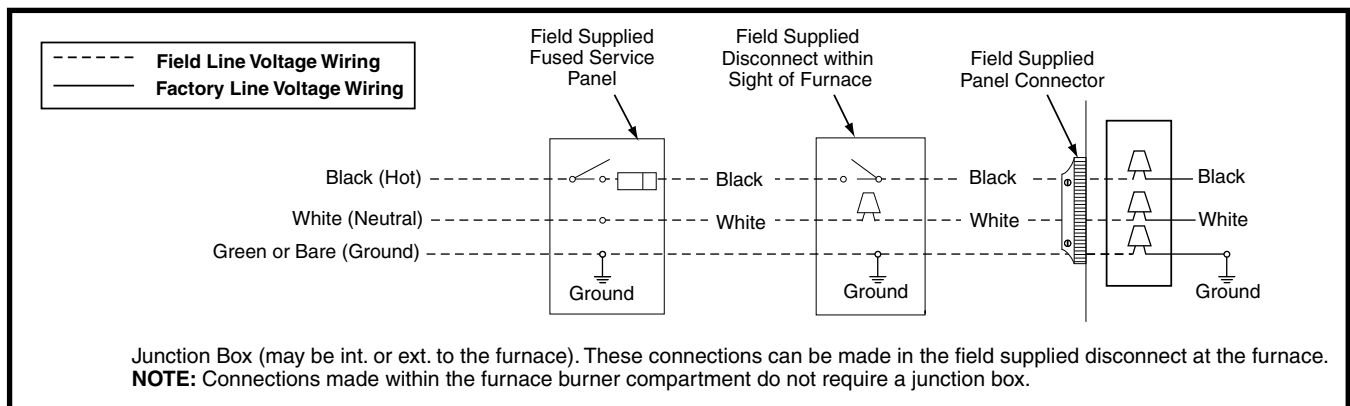 Field Line Voltage Wiring
Factory Line Voltage Wiring
Field Supplied
Fused Service
Panel
Field Supplied
Disconnect within
Sight of Furnace
Field Supplied
Panel Connector
Black (Hot)
Black
Black
Black
White (Neutral)
White
White
White
Green or Bare (Ground)
Ground
Ground
Ground
Junction Box (may be int. or ext. to the furnace). These connections can be made in the field supplied disconnect at the furnace.
NOTE: Connections made within the furnace burner compartment do not require a junction box.